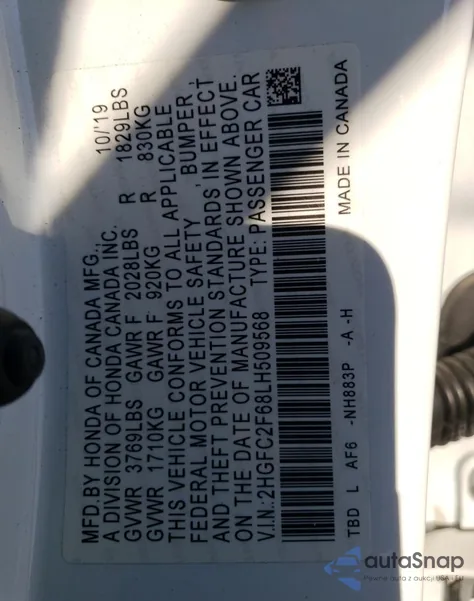 MFD.BY HONDA OF CANADA MFG., 10/'19
A DIVISION OF HONDA CANADA INC.
GVWR 3769LBS GAWR F 2028LBS R 1829LBS
GVWR 1710KG GAWR F 920KG R 830KG
THIS VEHICLE CONFORMS TO ALL APPLICABLE
FEDERAL MOTOR VEHICLE SAFETY , BUMPER ,
AND THEFT PREVENTION STANDARDS IN EFFECT
ON THE DATE OF MANUFACTURE SHOWN ABOVE.
V.I.N.:2HGFC2F68LH509568 TYPE: PASSENGER CAR
TBD L AF6 -NH883P -A -H MADE IN CANADA
autoSnap